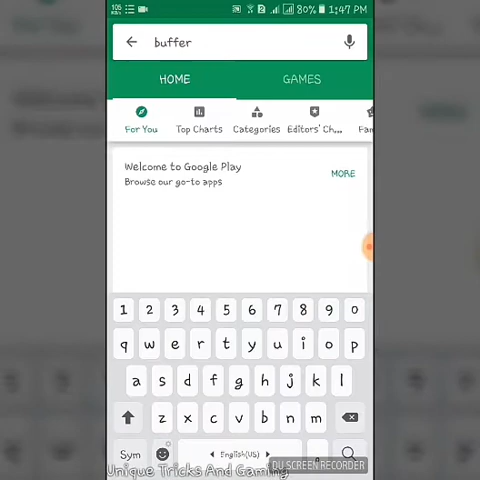 105 KB/s 80% 1:47 PM
buffer
HOME GAMES
For You Top Charts Categories Editors' Ch... Fam
Welcome to Google Play
MORE
Browse our go-to apps
1 2 3 4 5 6 7 8 9 0
q w e r t y u i o p
a s d f g h j k l
z x c v b n m
Sym English(US) .
Unique Tricks And Gaming
DU SCREEN RECORDER